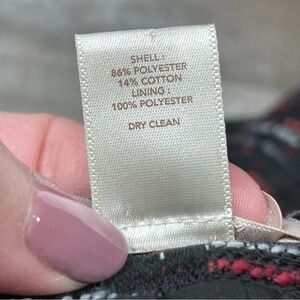 SHELL :
86% POLYESTER
14% COTTON
LINING :
100% POLYESTER
DRY CLEAN